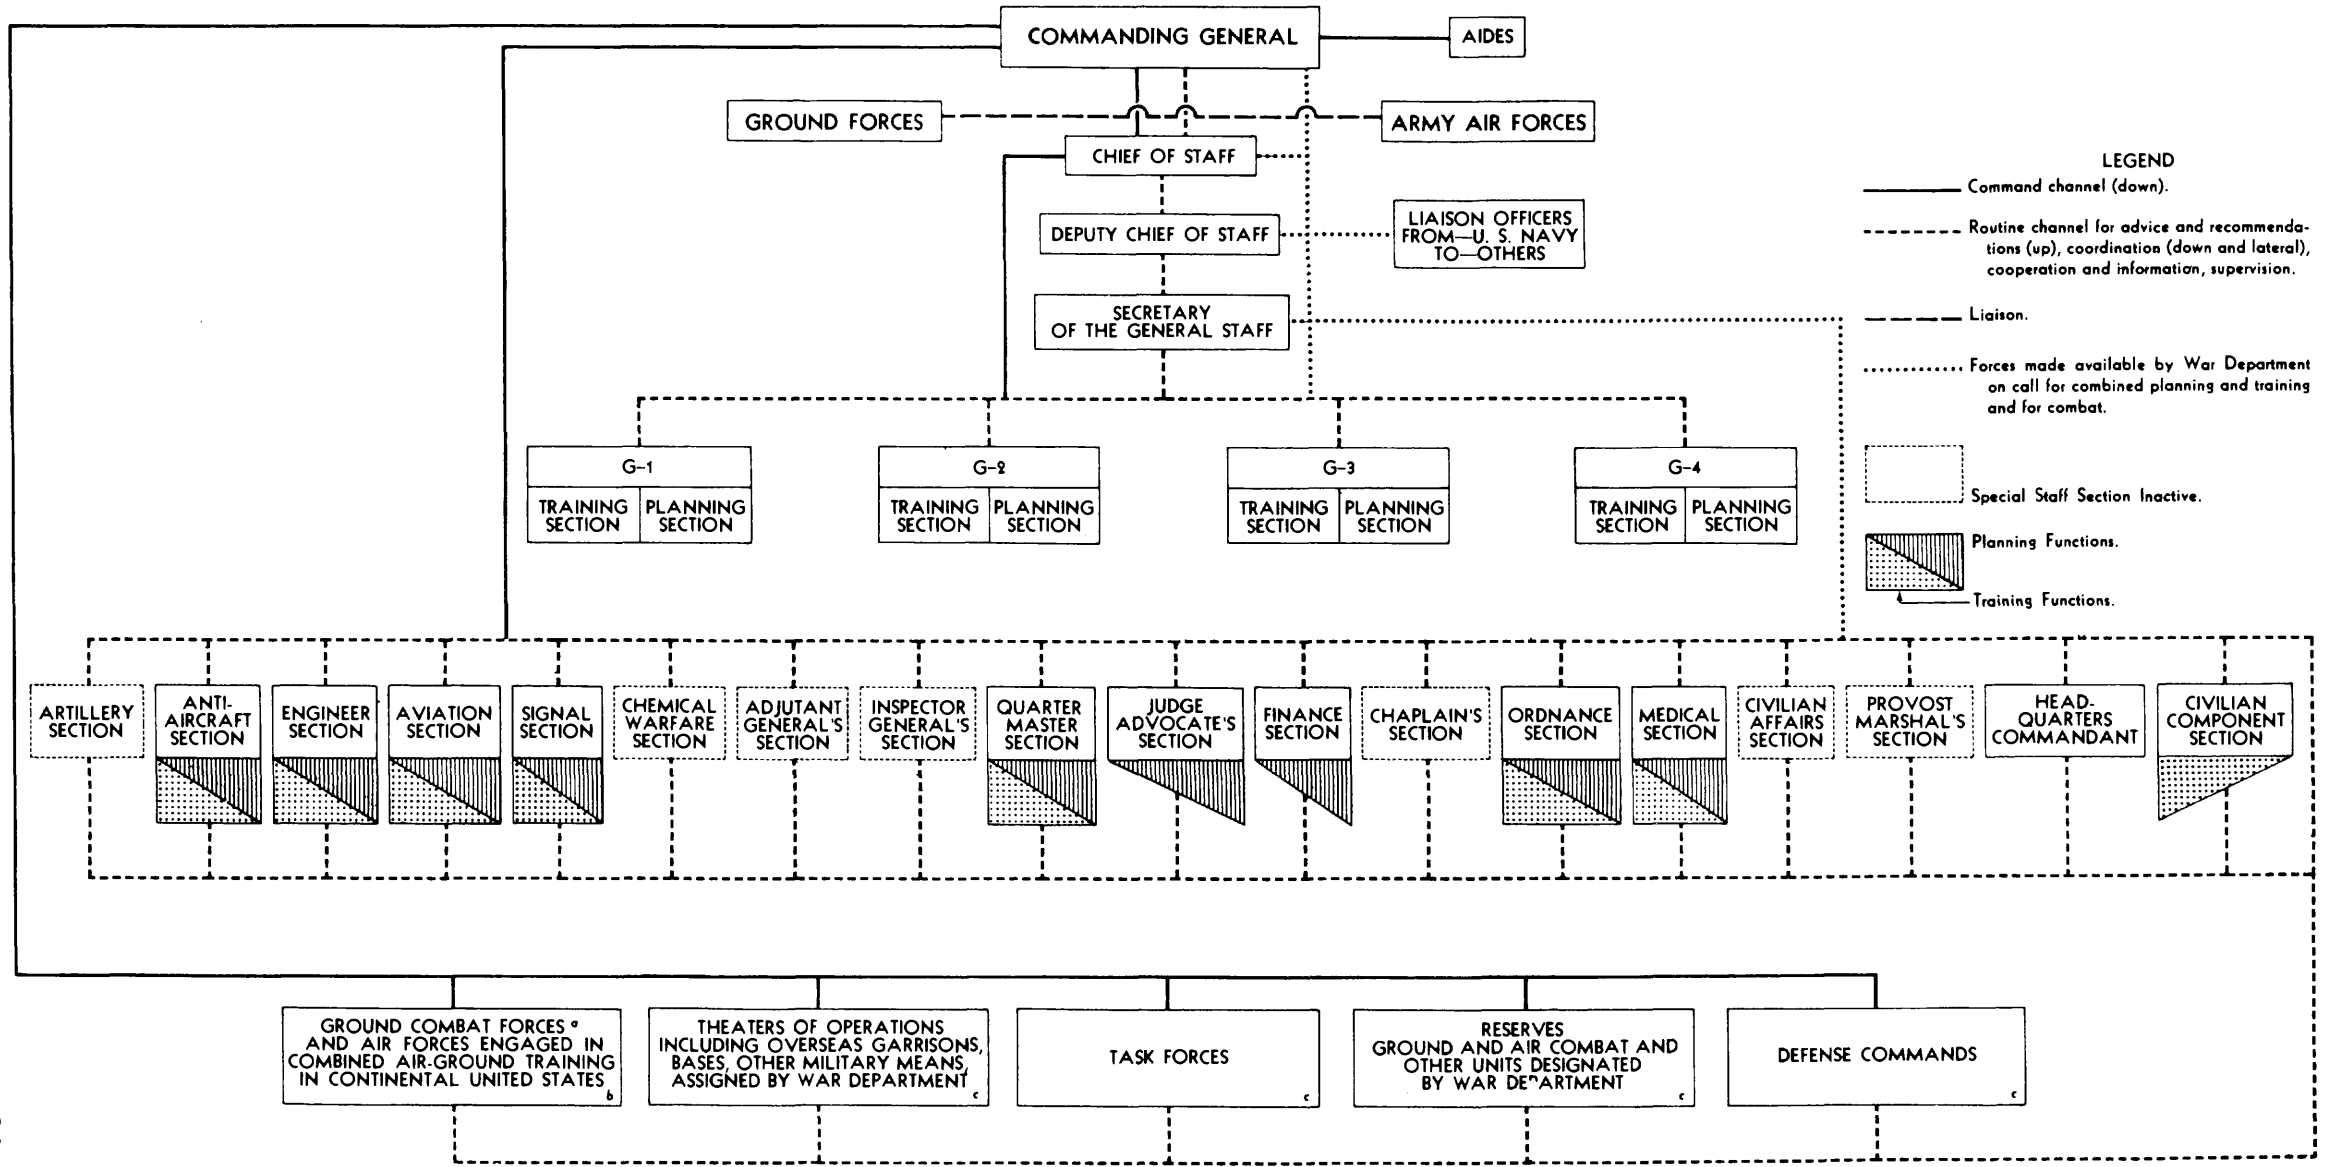 COMMANDING GENERAL
AIDES
GROUND FORCES
ARMY AIR FORCES
CHIEF OF STAFF
DEPUTY CHIEF OF STAFF
LIAISON OFFICERS
FROM—U. S. NAVY
TO—OTHERS
SECRETARY
OF THE GENERAL STAFF
LEGEND
Command channel (down).
Routine channel for advice and recommenda-
tions (up), coordination (down and lateral),
cooperation and information, supervision.
Liaison.
Forces made available by War Department
on call for combined planning and training
and for combat.
Special Staff Section Inactive.
Planning Functions.
Training Functions.
G-1
TRAINING
SECTION
PLANNING
SECTION
G-2
TRAINING
SECTION
PLANNING
SECTION
G-3
TRAINING
SECTION
PLANNING
SECTION
G-4
TRAINING
SECTION
PLANNING
SECTION
ARTILLERY
SECTION
ANTI-
AIRCRAFT
SECTION
ENGINEER
SECTION
AVIATION
SECTION
SIGNAL
SECTION
CHEMICAL
WARFARE
SECTION
ADJUTANT
GENERAL'S
SECTION
INSPECTOR
GENERAL'S
SECTION
QUARTER
MASTER
SECTION
JUDGE
ADVOCATE'S
SECTION
FINANCE
SECTION
CHAPLAIN'S
SECTION
ORDNANCE
SECTION
MEDICAL
SECTION
CIVILIAN
AFFAIRS
SECTION
PROVOST
MARSHAL'S
SECTION
HEAD-
QUARTERS
COMMANDANT
CIVILIAN
COMPONENT
SECTION
GROUND COMBAT FORCES a
AND AIR FORCES ENGAGED IN
COMBINED AIR-GROUND TRAINING
IN CONTINENTAL UNITED STATES
b
THEATERS OF OPERATIONS
INCLUDING OVERSEAS GARRISONS,
BASES, OTHER MILITARY MEANS,
ASSIGNED BY WAR DEPARTMENT
c
TASK FORCES
c
RESERVES
GROUND AND AIR COMBAT AND
OTHER UNITS DESIGNATED
BY WAR DEPARTMENT
c
DEFENSE COMMANDS
c